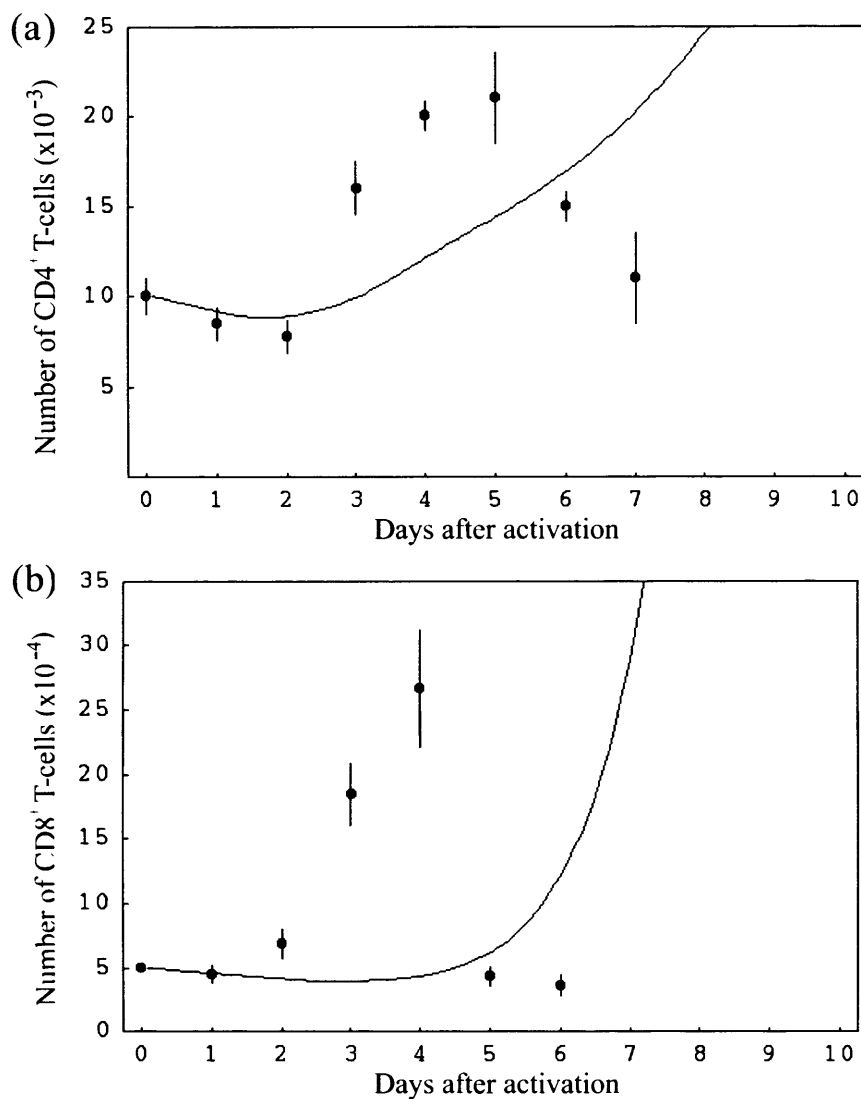 (a)
Number of CD4⁺ T-cells (x10⁻³)
25
20
15
10
5
0 1 2 3 4 5 6 7 8 9 10
Days after activation
(b)
Number of CD8⁺ T-cells (x10⁻⁴)
35
30
25
20
15
10
5
0
0 1 2 3 4 5 6 7 8 9 10
Days after activation